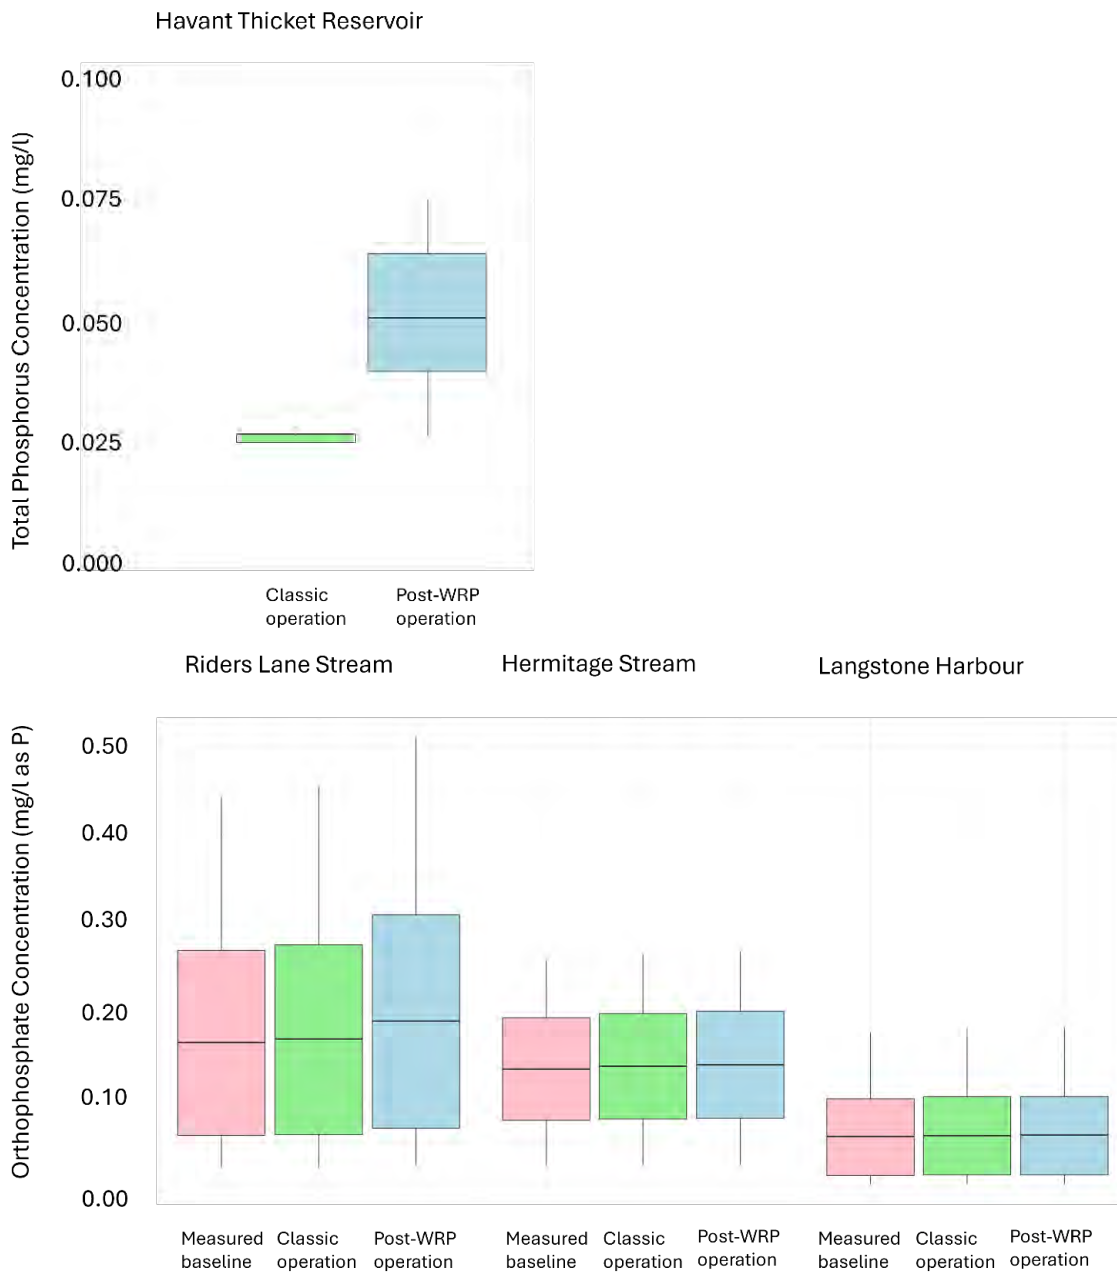 Havant Thicket Reservoir
Total Phosphorus Concentration (mg/l)
0.100
0.075
0.050
0.025
0.000
Classic
operation
Post-WRP
operation
Riders Lane Stream
Hermitage Stream
Langstone Harbour
Orthophosphate Concentration (mg/l as P)
0.50
0.40
0.30
0.20
0.10
0.00
Measured
baseline
Classic
operation
Post-WRP
operation
Measured
baseline
Classic
operation
Post-WRP
operation
Measured
baseline
Classic
operation
Post-WRP
operation